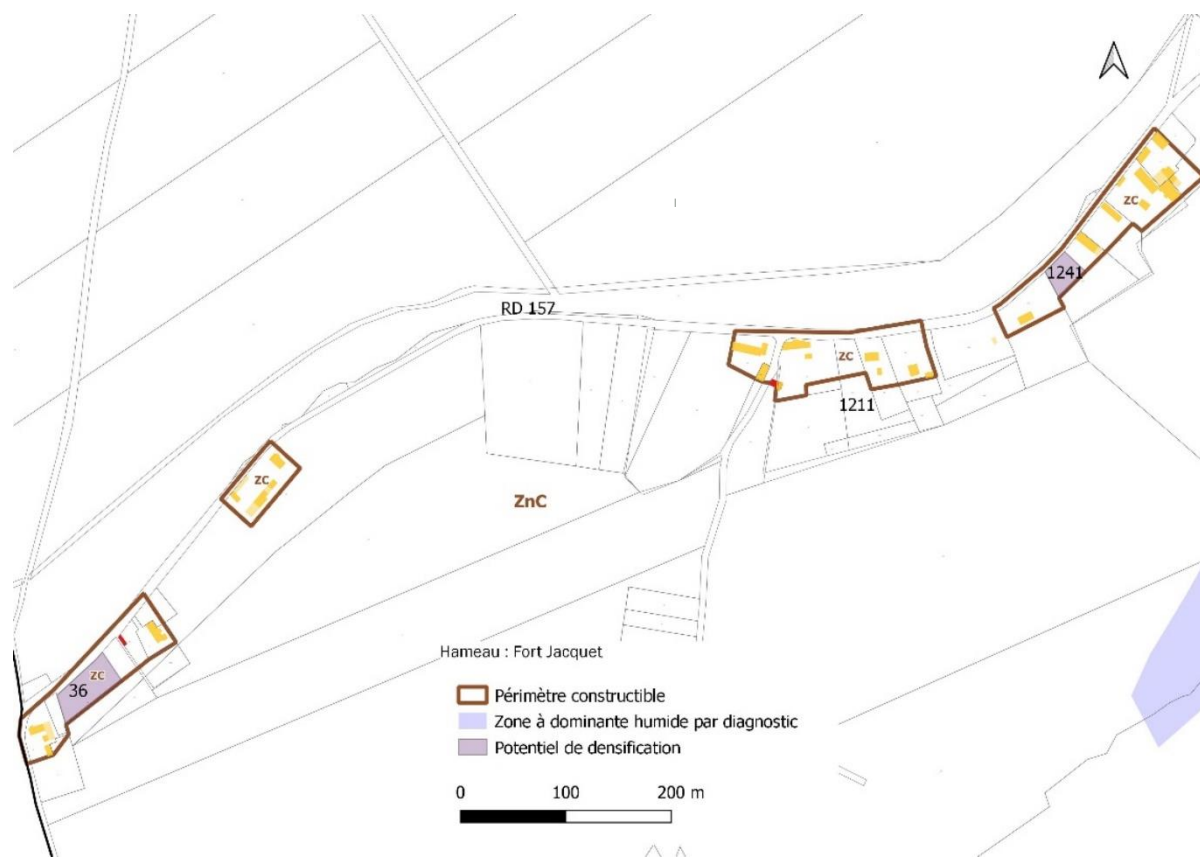 ZC
1241
RD 157
ZC
1211
ZC
ZnC
ZC
36
Hameau : Fort Jacquet
Périmètre constructible
Zone à dominante humide par diagnostic
Potentiel de densification
0 100 200 m